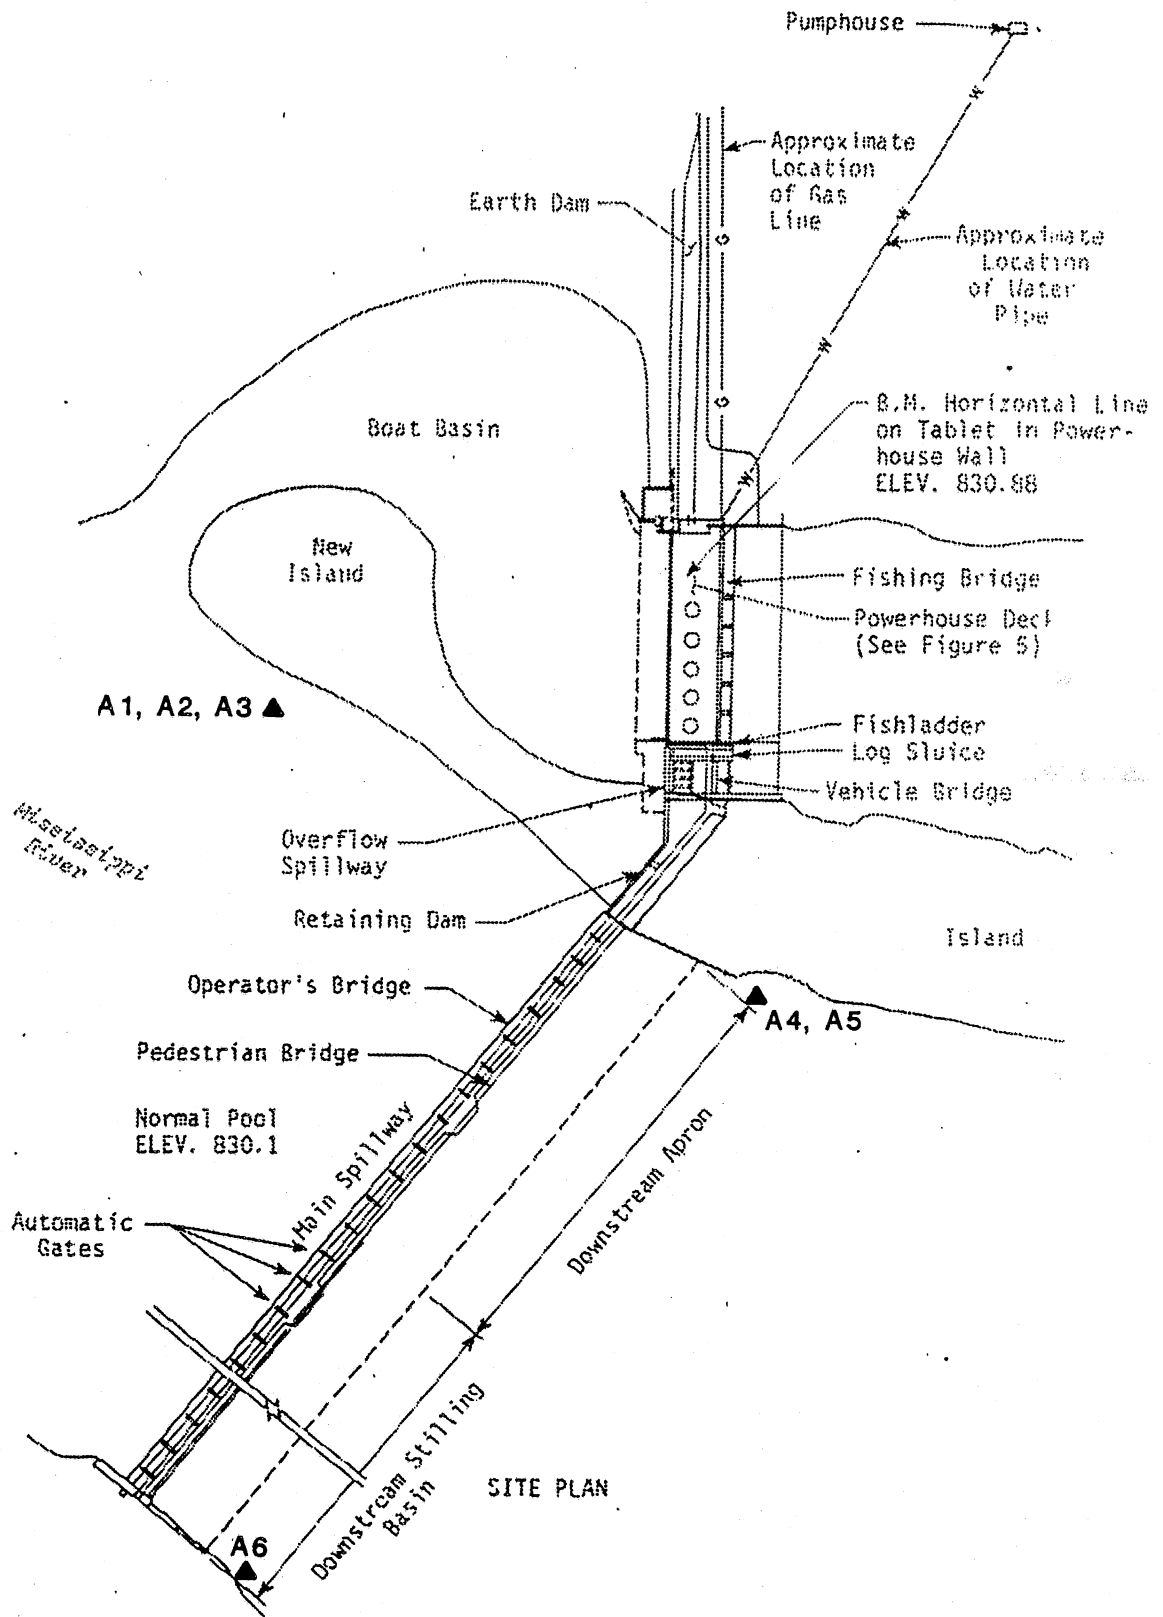 Pumphouse
W
Approximate
Location
of Gas
Line
Earth Dam
W
G
Approximate
Location
of Water
Pipe
W
G
B.M. Horizontal Line
on Tablet in Power-
house Wall
ELEV. 830.88
Boat Basin
W
New
Island
Fishing Bridge
Powerhouse Deck
(See Figure 5)
A1, A2, A3
Fishladder
Log Sluice
Vehicle Bridge
Mississippi
River
Overflow
Spillway
Retaining Dam
Island
Operator's Bridge
A4, A5
Pedestrian Bridge
Normal Pool
ELEV. 830.1
Main Spillway
Downstream Apron
Automatic
Gates
Downstream Stilling
Basin
SITE PLAN
A6